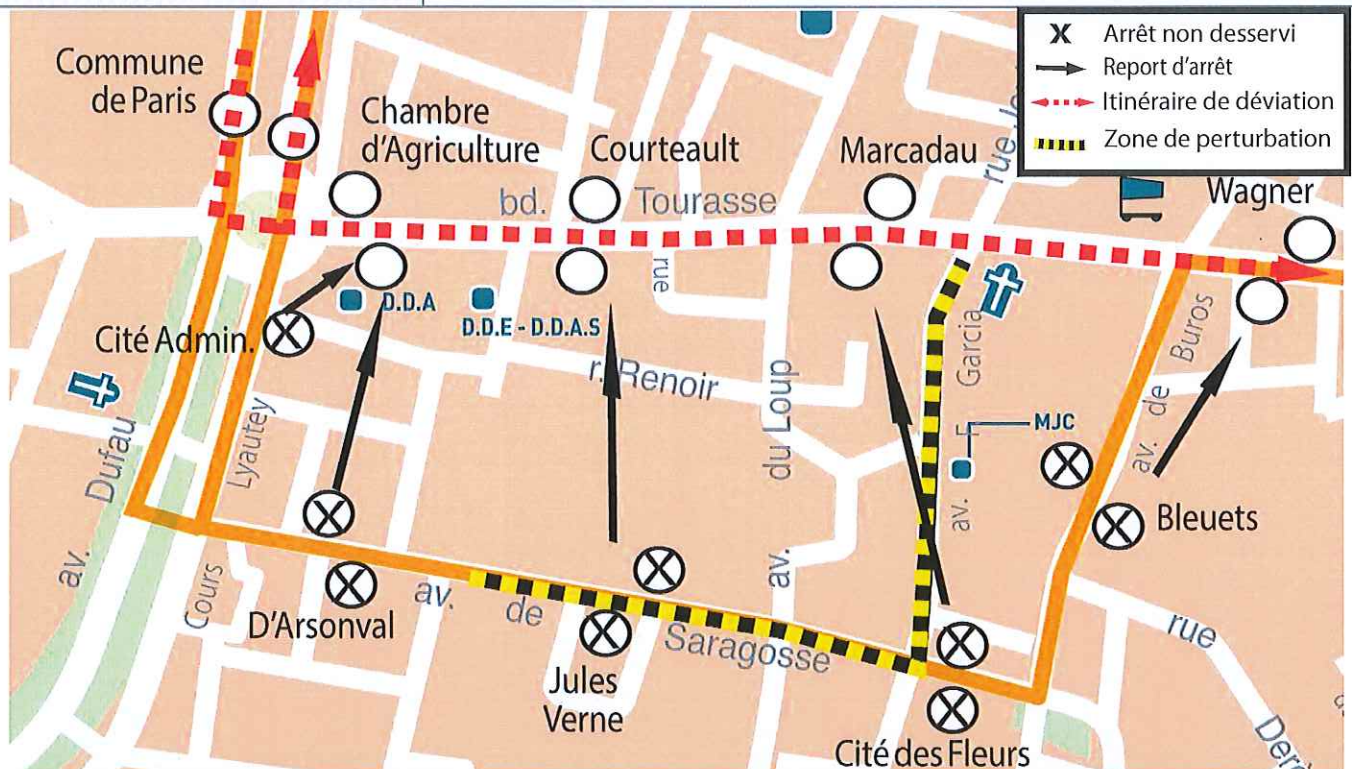 X Arrêt non desservi
Report d'arrêt
Itinéraire de déviation
Zone de perturbation
Commune
de Paris
Chambre
d'Agriculture
Courteault
Marcadau
Wagner
bd. Tourasse
rue
D.D.A
D.D.E - D.D.A.S
Cité Admin.
r. Renoir
Garcia
Buros
av. de
du Loup
av.
MJC
av. F
Dufau
av.
Lyautey
Cours
Bleuets
D'Arsonval
av. de Saragosse
Jules
Verne
Cité des Fleurs
rue